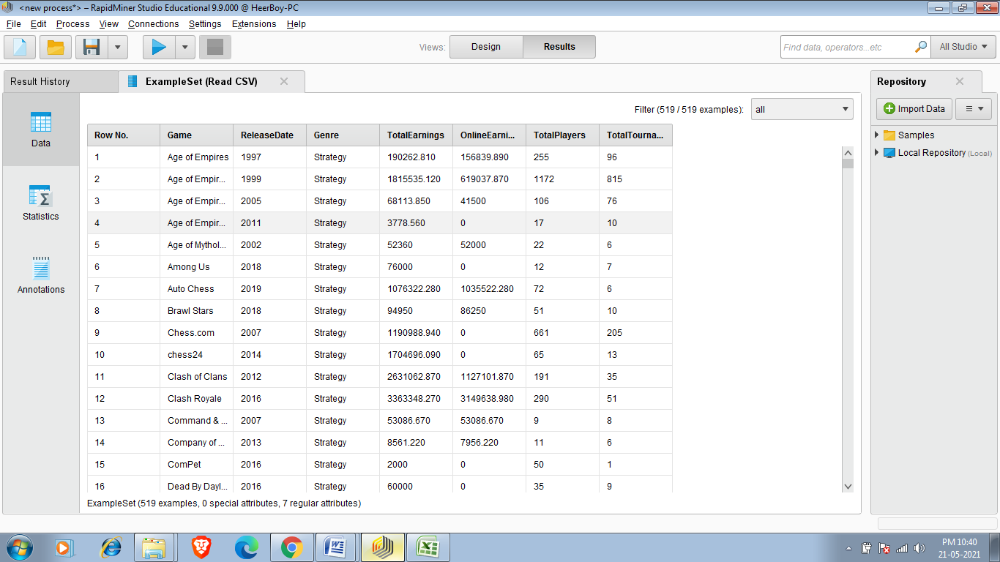 <new process*> – RapidMiner Studio Educational 9.9.000 @ HeerBoy-PC
File Edit Process View Connections Settings Extensions Help
Views: Design Results Find data, operators...etc All Studio
Result History ExampleSet (Read CSV) Repository
Import Data
Filter (519 / 519 examples): all
Samples
Local Repository (Local)
Data
Statistics
Annotations
Row No. Game ReleaseDate Genre TotalEarnings OnlineEarni... TotalPlayers TotalTourna...
1 Age of Empires 1997 Strategy 190262.810 156839.890 255 96
2 Age of Empir... 1999 Strategy 1815535.120 619037.870 1172 815
3 Age of Empir... 2005 Strategy 68113.850 41500 106 76
4 Age of Empir... 2011 Strategy 3778.560 0 17 10
5 Age of Mythol... 2002 Strategy 52360 52000 22 6
6 Among Us 2018 Strategy 76000 0 12 7
7 Auto Chess 2019 Strategy 1076322.280 1035522.280 72 6
8 Brawl Stars 2018 Strategy 94950 86250 51 10
9 Chess.com 2007 Strategy 1190988.940 0 661 205
10 chess24 2014 Strategy 1704696.090 0 65 13
11 Clash of Clans 2012 Strategy 2631062.870 1127101.870 191 35
12 Clash Royale 2016 Strategy 3363348.270 3149638.980 290 51
13 Command & ... 2007 Strategy 53086.670 53086.670 9 8
14 Company of ... 2013 Strategy 8561.220 7956.220 11 6
15 ComPet 2016 Strategy 2000 0 50 1
16 Dead By Dayl... 2016 Strategy 60000 0 35 9
ExampleSet (519 examples, 0 special attributes, 7 regular attributes)
PM 10:40
21-05-2021